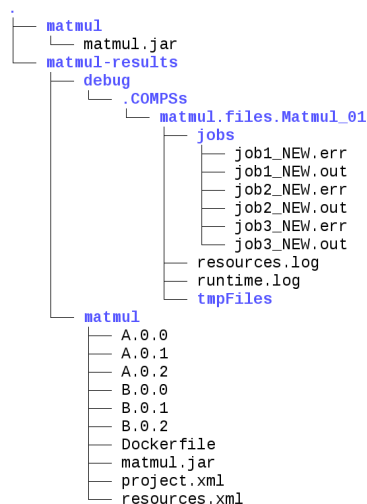 .
matmul
matmul.jar
matmul-results
debug
.COMPSs
matmul.files.Matmul_01
jobs
job1_NEW.err
job1_NEW.out
job2_NEW.err
job2_NEW.out
job3_NEW.err
job3_NEW.out
resources.log
runtime.log
tmpFiles
matmul
A.0.0
A.0.1
A.0.2
B.0.0
B.0.1
B.0.2
Dockerfile
matmul.jar
project.xml
resources.xml